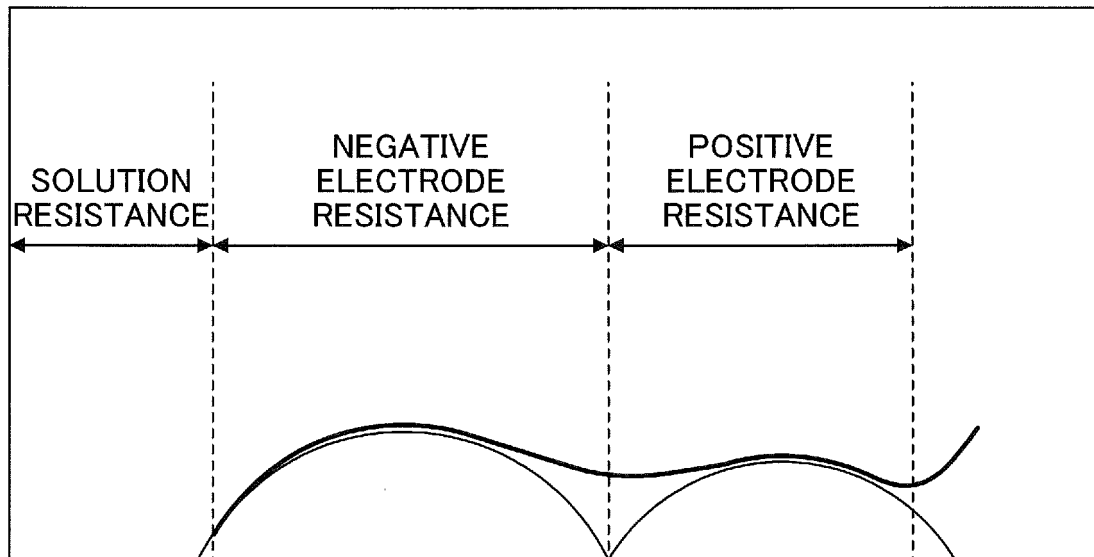 SOLUTION
RESISTANCE
NEGATIVE
ELECTRODE
RESISTANCE
POSITIVE
ELECTRODE
RESISTANCE